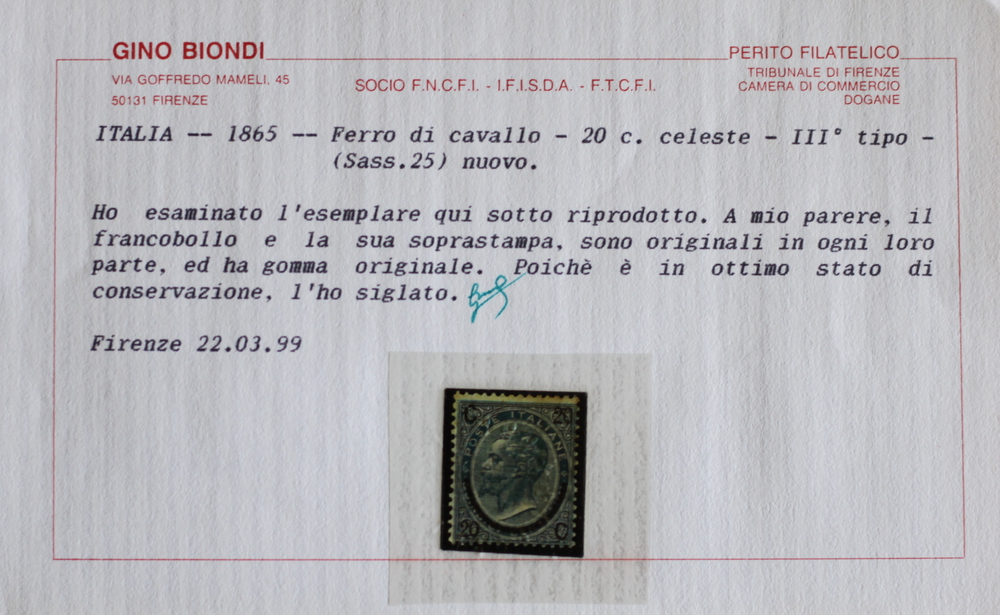 GINO BIONDI
VIA GOFFREDO MAMELI, 45
50131 FIRENZE
SOCIO F.N.C.F.I. - I.F.I.S.D.A. - F.T.C.F.I.
PERITO FILATELICO
TRIBUNALE DI FIRENZE
CAMERA DI COMMERCIO
DOGANE
ITALIA -- 1865 -- Ferro di cavallo - 20 c. celeste - III° tipo -
(Sass.25) nuovo.
Ho esaminato l'esemplare qui sotto riprodotto. A mio parere, il
francobollo e la sua soprastampa, sono originali in ogni loro
parte, ed ha gomma originale. Poichè è in ottimo stato di
conservazione, l'ho siglato.
Firenze 22.03.99
C 20
POSTE ITALIANE
20 C